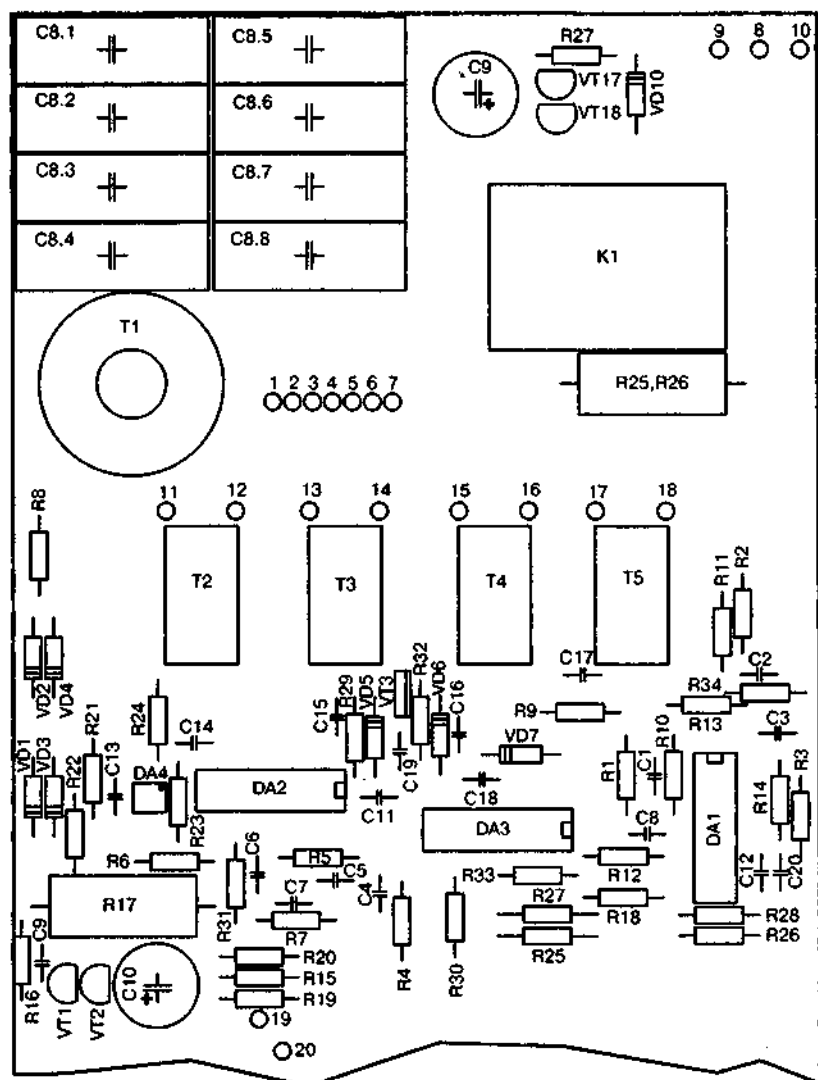 C8.1
C8.5
C8.2
C8.6
C8.3
C8.7
C8.4
C8.8
C9
R27
VT17
VT18
VD10
9
8
10
K1
R25,R26
T1
1 2 3 4 5 6 7
11
12
13
14
15
16
17
18
R8
T2
T3
T4
T5
R11
R2
VD2
VD4
R24
C14
C15
R29
VD5
VT3
R32
VD6
C16
C17
C2
R34
R13
R9
C3
VD1
VD3
R22
R21
C13
DA4
R23
DA2
C11
C19
C18
VD7
DA3
R1
C1
R10
C8
DA1
R14
R3
R6
R17
R31
C6
R5
C5
C7
R7
C4
R4
R30
R33
R12
R27
R18
R25
C12
C20
R28
R26
R16
C9
VT1
VT2
C10
R20
R15
R19
19
20